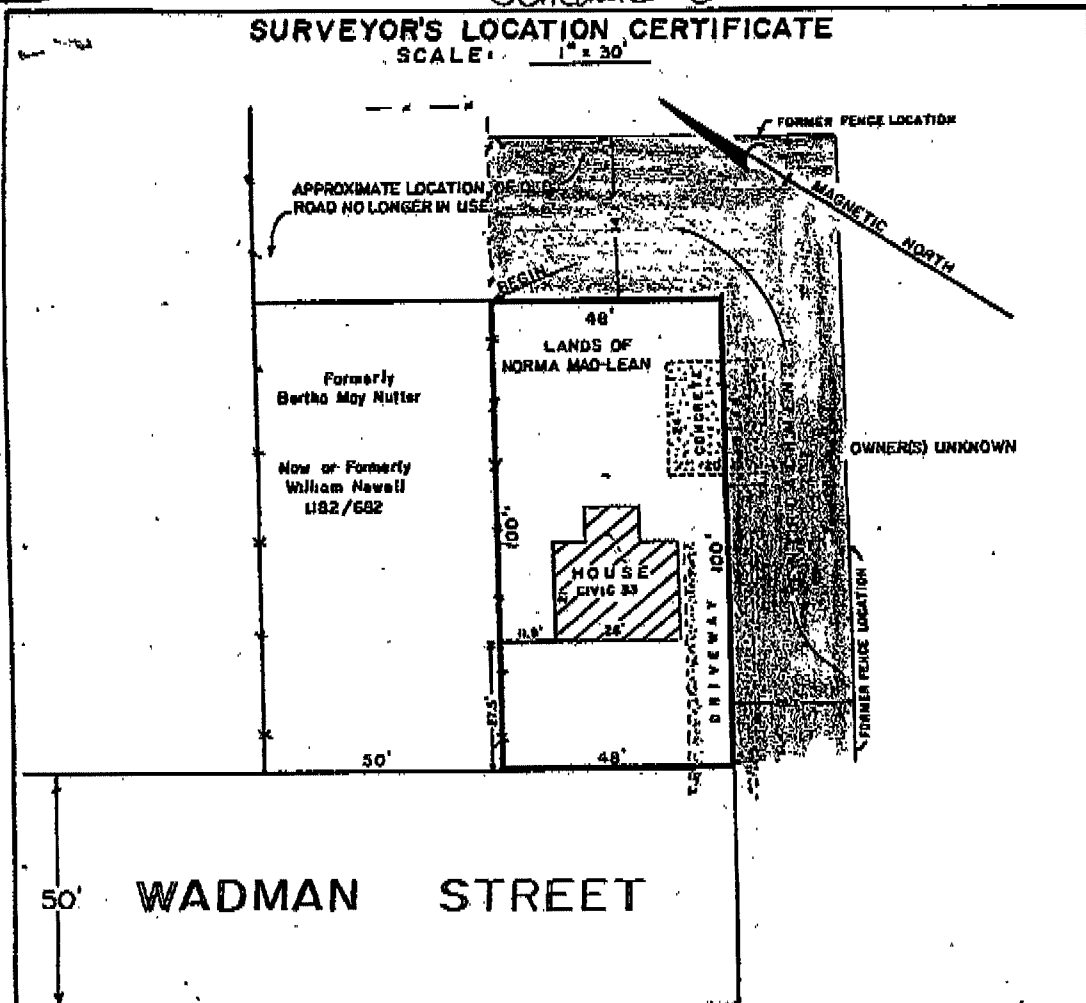 SURVEYOR'S LOCATION CERTIFICATE
SCALE: 1" = 30'
FORMER FENCE LOCATION
MAGNETIC NORTH
APPROXIMATE LOCATION OF OLD
ROAD NO LONGER IN USE
BEGIN
48'
LANDS OF
NORMA MAC-LEAN
Formerly
Bertha May Nutter
Now or Formerly
William Newell
1182/682
CONCRETE
24'
20'
OWNER(S) UNKNOWN
100'
HOUSE
CIVIC 33
21'
11.9'
26'
DRIVEWAY
100'
FORMER FENCE LOCATION
27.5'
50'
48'
50'
WADMAN STREET